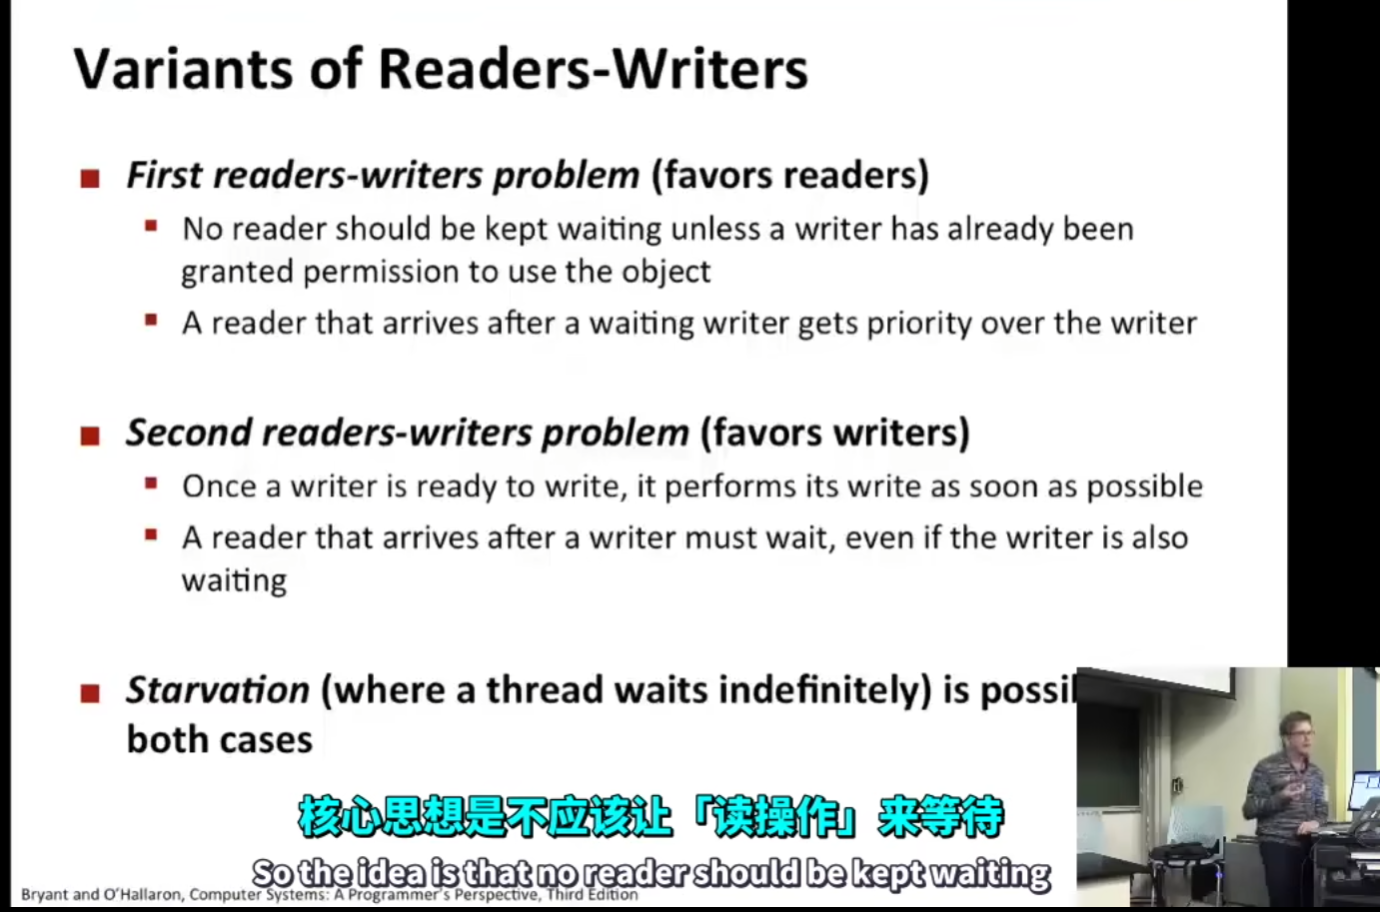 Variants of Readers-Writers
First readers-writers problem (favors readers)
No reader should be kept waiting unless a writer has already been
granted permission to use the object
A reader that arrives after a waiting writer gets priority over the writer
Second readers-writers problem (favors writers)
Once a writer is ready to write, it performs its write as soon as possible
A reader that arrives after a writer must wait, even if the writer is also
waiting
Starvation (where a thread waits indefinitely) is
both cases
核心思想是不应该让「读操作」来等待
So the idea is that no reader should be kept waiting
Bryant and O'Hallaron, Computer Systems: A Programmer's Perspective, Third Edition